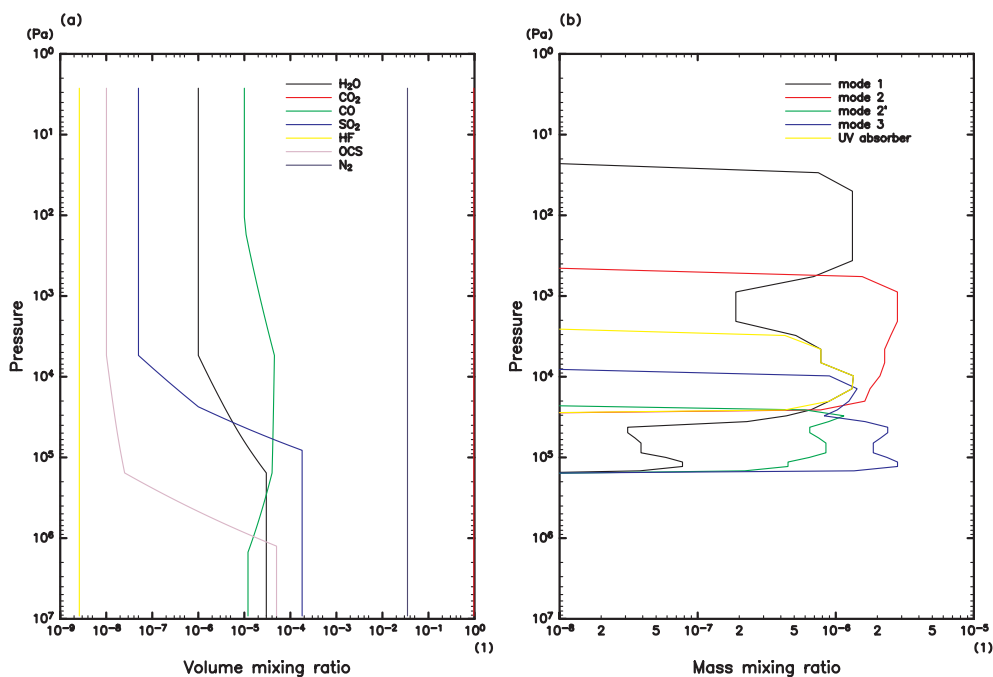 (a)
(Pa)
10⁰
10¹
10²
10³
10⁴
10⁵
10⁶
10⁷
Pressure
H₂O
CO₂
CO
SO₂
HF
OCS
N₂
10⁻⁹ 10⁻⁸ 10⁻⁷ 10⁻⁶ 10⁻⁵ 10⁻⁴ 10⁻³ 10⁻² 10⁻¹ 10⁰
(1)
Volume mixing ratio
(b)
(Pa)
10⁰
10¹
10²
10³
10⁴
10⁵
10⁶
10⁷
Pressure
mode 1
mode 2
mode 2'
mode 3
UV absorber
10⁻⁸ 2 5 10⁻⁷ 2 5 10⁻⁶ 2 5 10⁻⁵
(1)
Mass mixing ratio